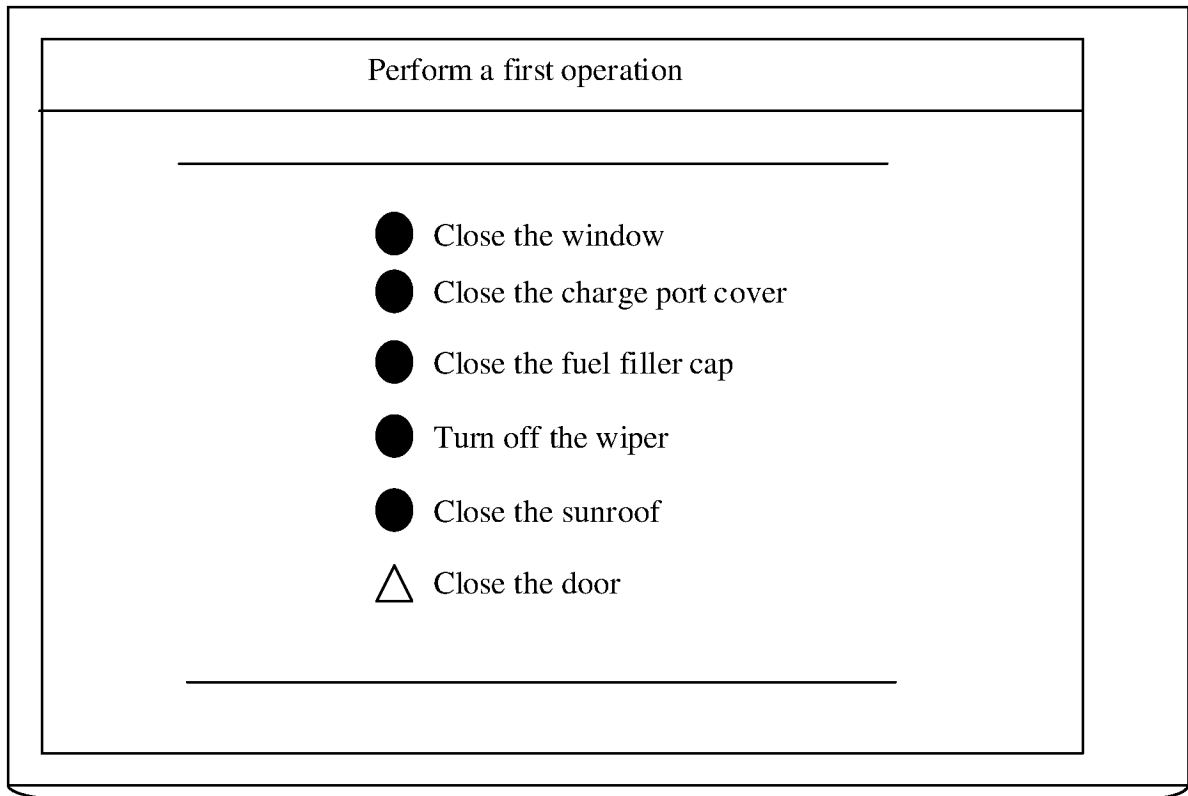 Perform a first operation
Close the window
Close the charge port cover
Close the fuel filler cap
Turn off the wiper
Close the sunroof
Close the door